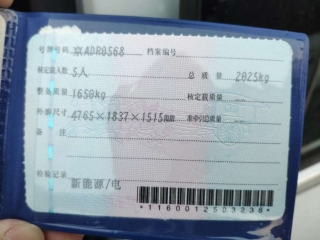 号牌号码 京ADR0568 档案编号
核定载人数 5人 总质量 2025kg
整备质量 1650kg 核定载质量
外廓尺寸 4765×1837×1515 准牵引总质量
备注
检验记录 新能源/电
*1160012503238*